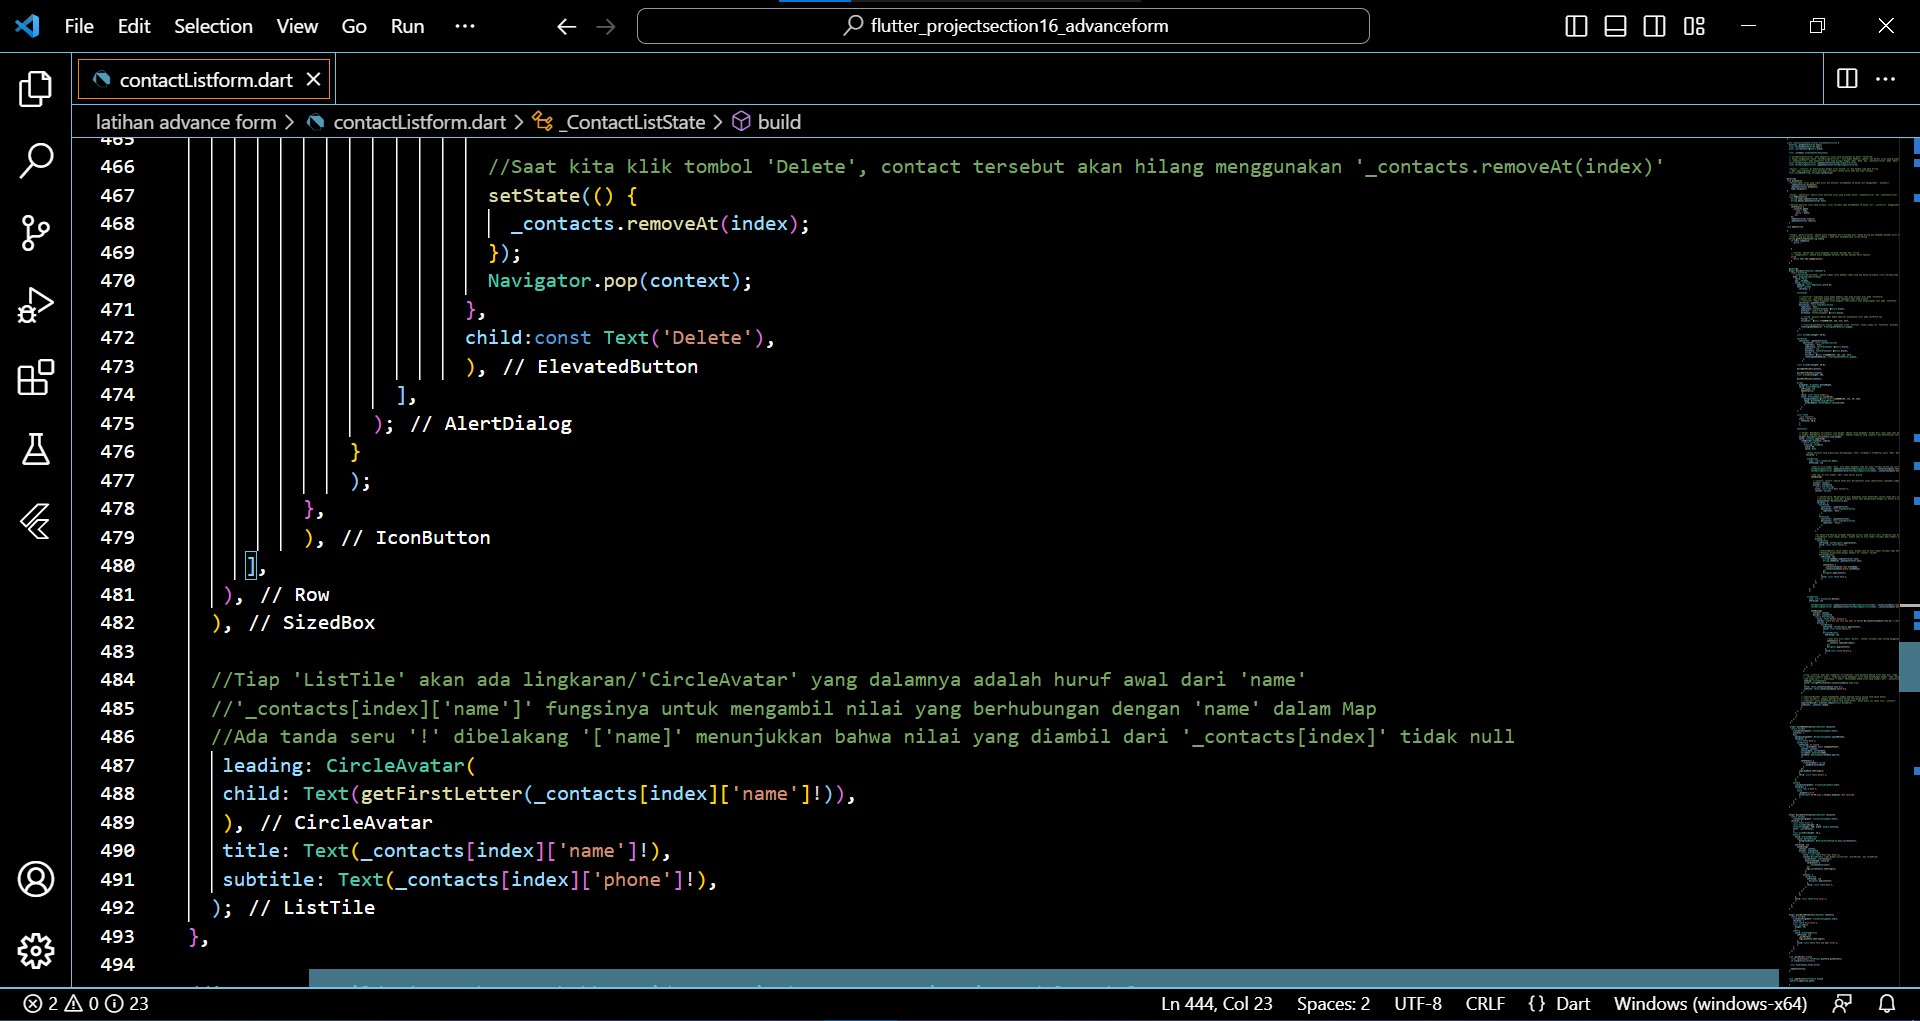 File Edit Selection View Go Run ··· flutter_projectsection16_advanceform
contactListform.dart
latihan advance form > contactListform.dart > _ContactListState > build
465
466 //Saat kita klik tombol 'Delete', contact tersebut akan hilang menggunakan '_contacts.removeAt(index)'
467 setState(() {
468 _contacts.removeAt(index);
469 });
470 Navigator.pop(context);
471 },
472 child:const Text('Delete'),
473 ), // ElevatedButton
474 ],
475 ); // AlertDialog
476 }
477 );
478 },
479 ), // IconButton
480 ],
481 ), // Row
482 ), // SizedBox
483
484 //Tiap 'ListTile' akan ada lingkaran/'CircleAvatar' yang dalamnya adalah huruf awal dari 'name'
485 //'_contacts[index]['name']' fungsinya untuk mengambil nilai yang berhubungan dengan 'name' dalam Map
486 //Ada tanda seru '!' dibelakang '['name]' menunjukkan bahwa nilai yang diambil dari '_contacts[index]' tidak null
487 leading: CircleAvatar(
488 child: Text(getFirstLetter(_contacts[index]['name']!)),
489 ), // CircleAvatar
490 title: Text(_contacts[index]['name']!),
491 subtitle: Text(_contacts[index]['phone']!),
492 ); // ListTile
493 },
494
2 0 23 Ln 444, Col 23 Spaces: 2 UTF-8 CRLF {} Dart Windows (windows-x64)